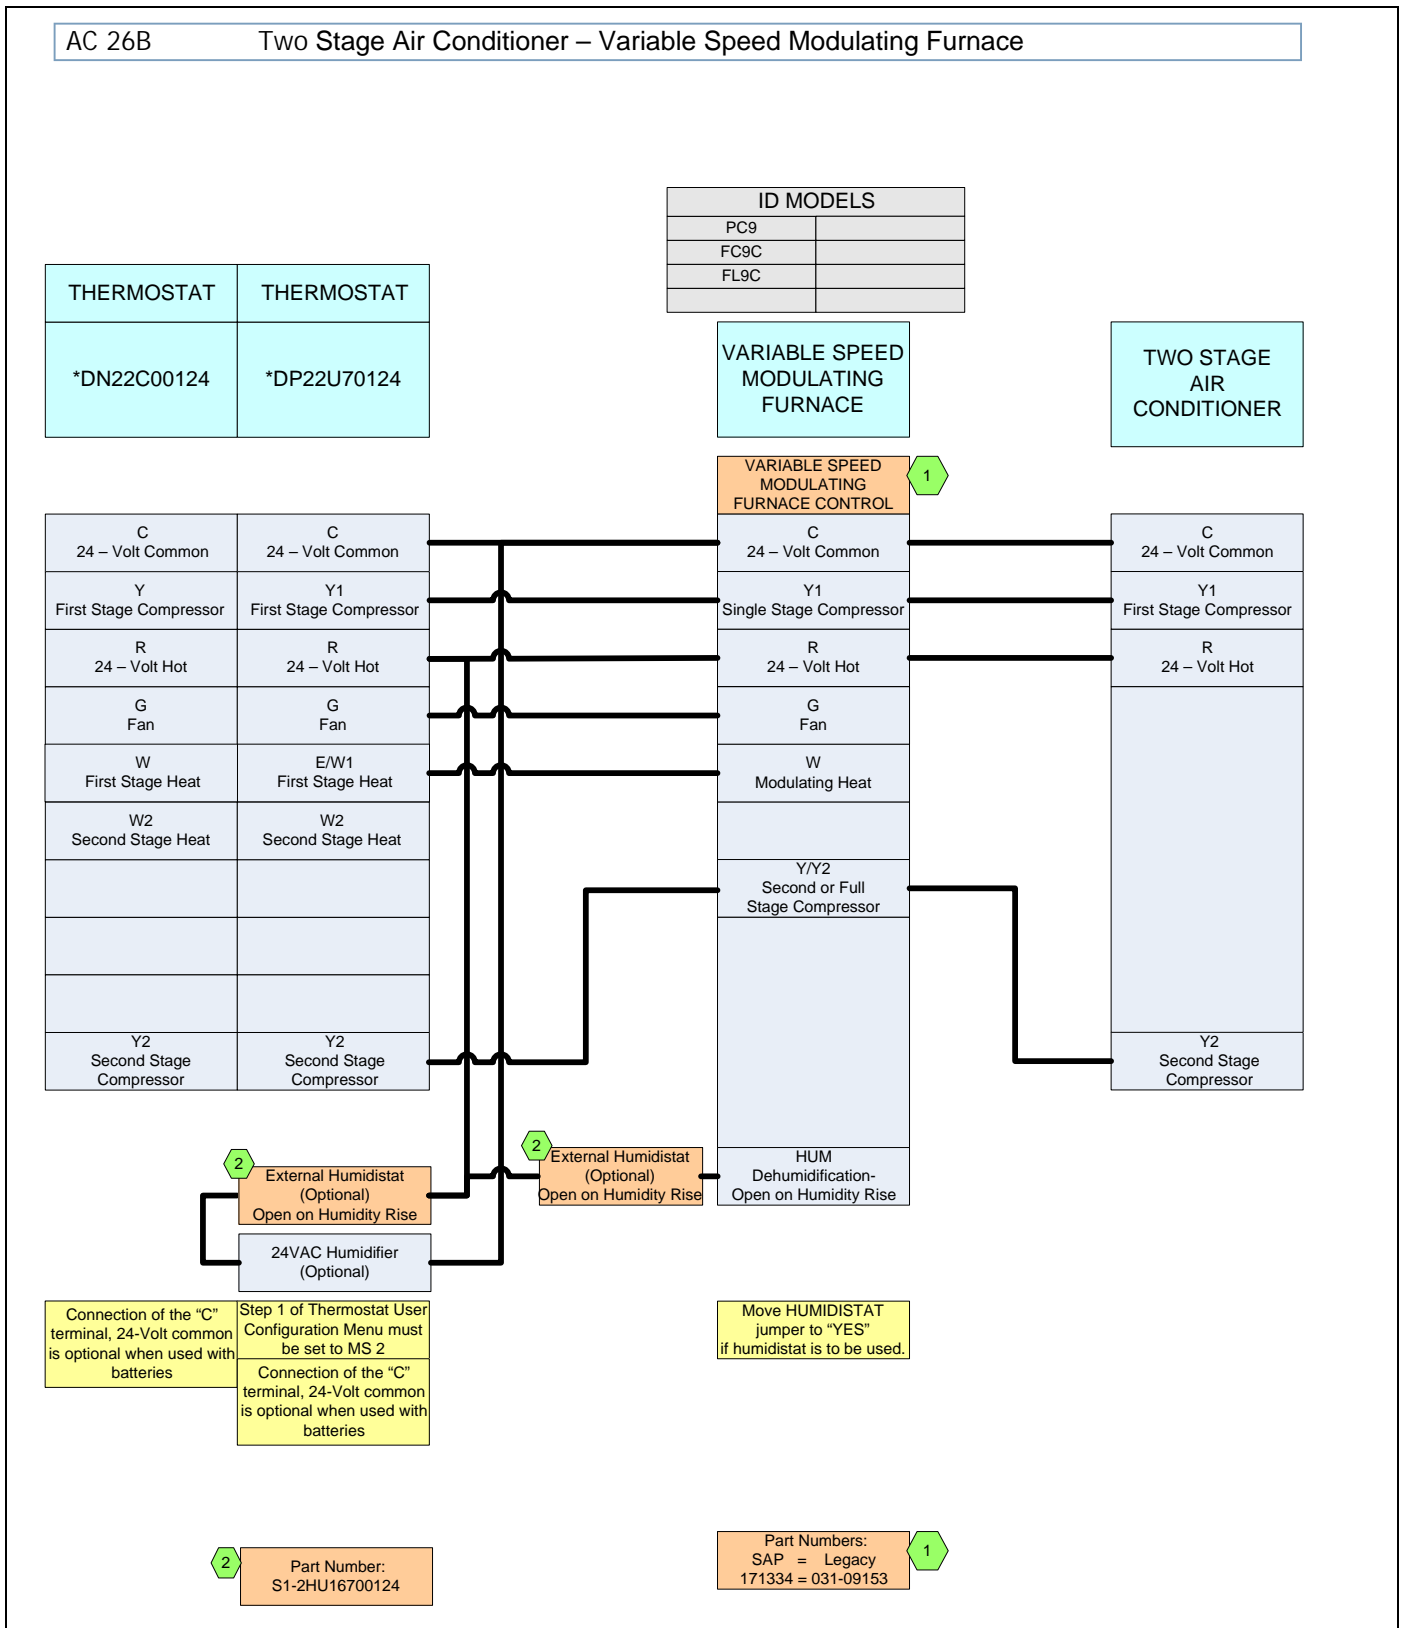 AC 26B Two Stage Air Conditioner – Variable Speed Modulating Furnace
ID MODELS
PC9
FC9C
FL9C
THERMOSTAT
*DN22C00124
THERMOSTAT
*DP22U70124
VARIABLE SPEED
MODULATING
FURNACE
TWO STAGE
AIR
CONDITIONER
VARIABLE SPEED
MODULATING
FURNACE CONTROL
1
C
24 – Volt Common
Y
First Stage Compressor
R
24 – Volt Hot
G
Fan
W
First Stage Heat
W2
Second Stage Heat
Y2
Second Stage
Compressor
C
24 – Volt Common
Y1
First Stage Compressor
R
24 – Volt Hot
G
Fan
E/W1
First Stage Heat
W2
Second Stage Heat
Y2
Second Stage
Compressor
C
24 – Volt Common
Y1
Single Stage Compressor
R
24 – Volt Hot
G
Fan
W
Modulating Heat
Y/Y2
Second or Full
Stage Compressor
HUM
Dehumidification-
Open on Humidity Rise
C
24 – Volt Common
Y1
First Stage Compressor
R
24 – Volt Hot
Y2
Second Stage
Compressor
2
External Humidistat
(Optional)
Open on Humidity Rise
2
External Humidistat
(Optional)
Open on Humidity Rise
24VAC Humidifier
(Optional)
Connection of the “C”
terminal, 24-Volt common
is optional when used with
batteries
Step 1 of Thermostat User
Configuration Menu must
be set to MS 2
Connection of the “C”
terminal, 24-Volt common
is optional when used with
batteries
Move HUMIDISTAT
jumper to “YES”
if humidistat is to be used.
2
Part Number:
S1-2HU16700124
Part Numbers:
SAP = Legacy
171334 = 031-09153
1